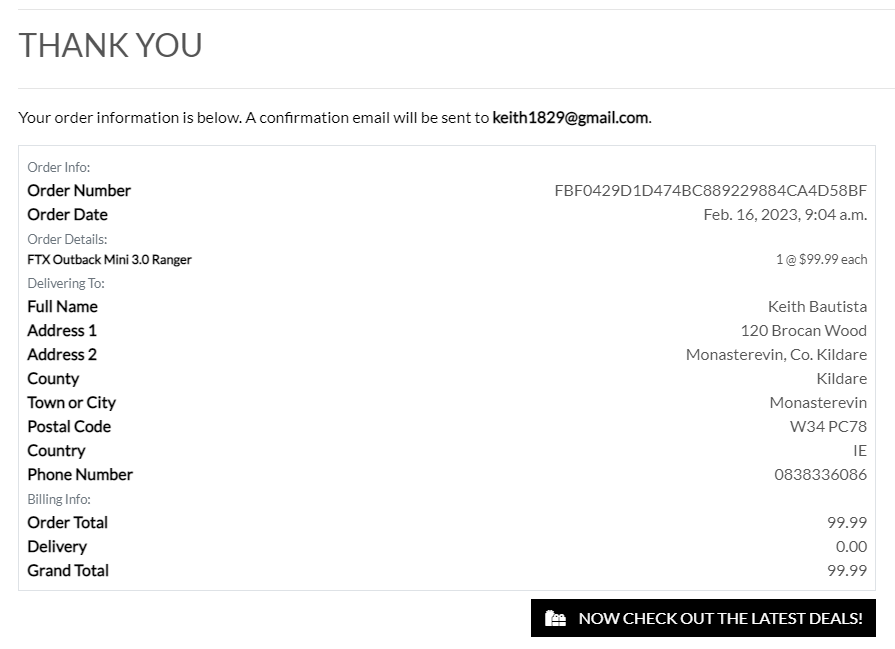 THANK YOU
Your order information is below. A confirmation email will be sent to keith1829@gmail.com.
Order Info:
Order Number FBF0429D1D474BC889229884CA4D58BF
Order Date Feb. 16, 2023, 9:04 a.m.
Order Details:
FTX Outback Mini 3.0 Ranger 1 @ $99.99 each
Delivering To:
Full Name Keith Bautista
Address 1 120 Brocan Wood
Address 2 Monasterevin, Co. Kildare
County Kildare
Town or City Monasterevin
Postal Code W34 PC78
Country IE
Phone Number 0838336086
Billing Info:
Order Total 99.99
Delivery 0.00
Grand Total 99.99
NOW CHECK OUT THE LATEST DEALS!